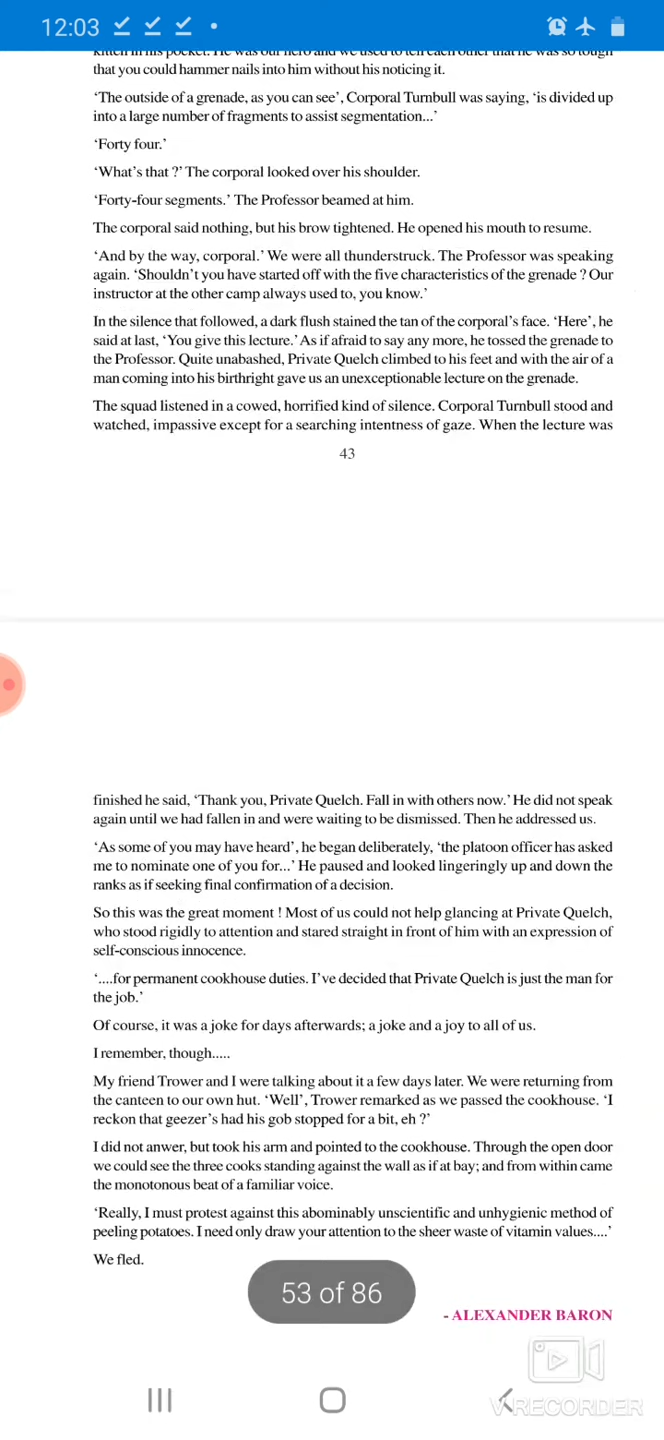 12:03
that you could hammer nails into him without his noticing it.
‘The outside of a grenade, as you can see’, Corporal Turnbull was saying, ‘is divided up
into a large number of fragments to assist segmentation...’
‘Forty four.’
‘What’s that ?’ The corporal looked over his shoulder.
‘Forty-four segments.’ The Professor beamed at him.
The corporal said nothing, but his brow tightened. He opened his mouth to resume.
‘And by the way, corporal.’ We were all thunderstruck. The Professor was speaking
again. ‘Shouldn’t you have started off with the five characteristics of the grenade ? Our
instructor at the other camp always used to, you know.’
In the silence that followed, a dark flush stained the tan of the corporal’s face. ‘Here’, he
said at last, ‘You give this lecture.’ As if afraid to say any more, he tossed the grenade to
the Professor. Quite unabashed, Private Quelch climbed to his feet and with the air of a
man coming into his birthright gave us an unexceptionable lecture on the grenade.
The squad listened in a cowed, horrified kind of silence. Corporal Turnbull stood and
watched, impassive except for a searching intentness of gaze. When the lecture was
43
finished he said, ‘Thank you, Private Quelch. Fall in with others now.’ He did not speak
again until we had fallen in and were waiting to be dismissed. Then he addressed us.
‘As some of you may have heard’, he began deliberately, ‘the platoon officer has asked
me to nominate one of you for...’ He paused and looked lingeringly up and down the
ranks as if seeking final confirmation of a decision.
So this was the great moment ! Most of us could not help glancing at Private Quelch,
who stood rigidly to attention and stared straight in front of him with an expression of
self-conscious innocence.
‘....for permanent cookhouse duties. I’ve decided that Private Quelch is just the man for
the job.’
Of course, it was a joke for days afterwards; a joke and a joy to all of us.
I remember, though.....
My friend Trower and I were talking about it a few days later. We were returning from
the canteen to our own hut. ‘Well’, Trower remarked as we passed the cookhouse. ‘I
reckon that geezer’s had his gob stopped for a bit, eh ?’
I did not anwer, but took his arm and pointed to the cookhouse. Through the open door
we could see the three cooks standing against the wall as if at bay; and from within came
the monotonous beat of a familiar voice.
‘Really, I must protest against this abominably unscientific and unhygienic method of
peeling potatoes. I need only draw your attention to the sheer waste of vitamin values....’
We fled.
53 of 86
- ALEXANDER BARON
V RECORDER